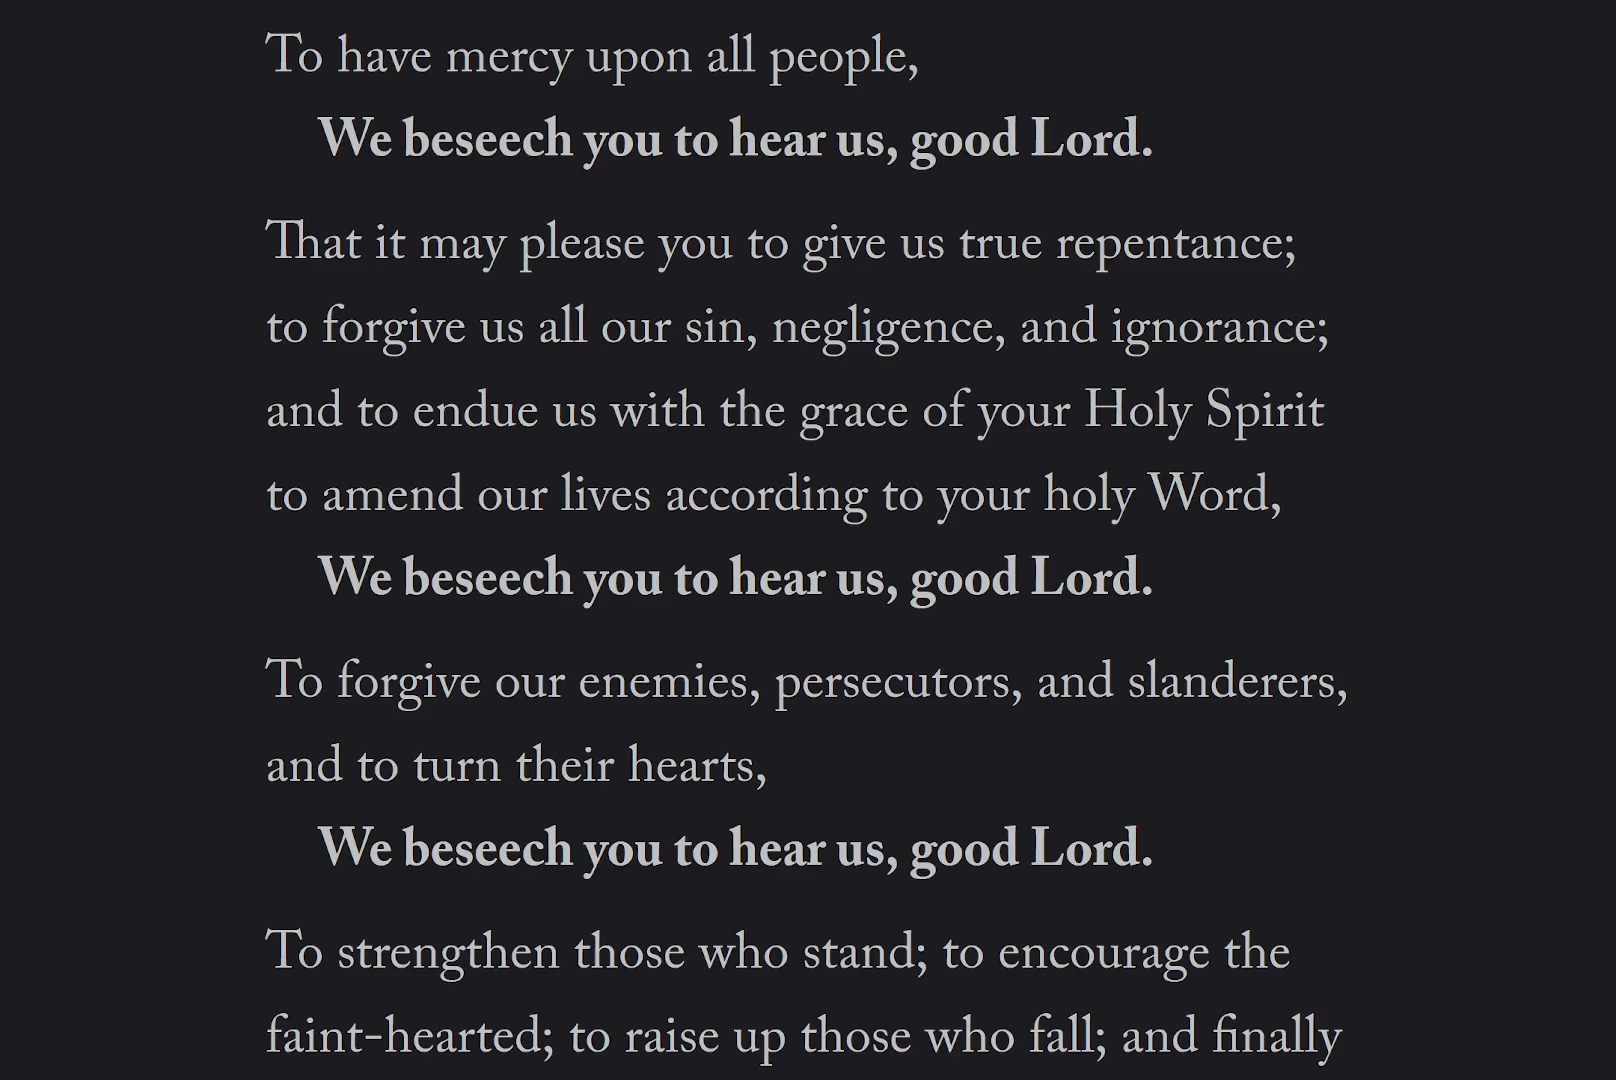 To have mercy upon all people,
We beseech you to hear us, good Lord.
That it may please you to give us true repentance;
to forgive us all our sin, negligence, and ignorance;
and to endue us with the grace of your Holy Spirit
to amend our lives according to your holy Word,
We beseech you to hear us, good Lord.
To forgive our enemies, persecutors, and slanderers,
and to turn their hearts,
We beseech you to hear us, good Lord.
To strengthen those who stand; to encourage the
faint-hearted; to raise up those who fall; and finally